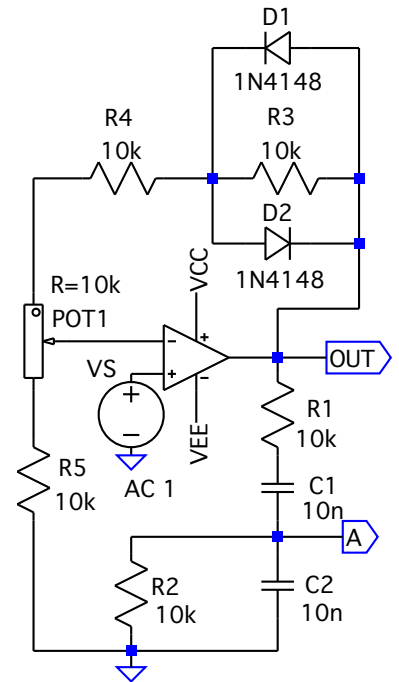 D1
1N4148
R3
10k
R4
10k
D2
1N4148
R=10k
POT1
VCC
VS
OUT
VEE
AC 1
R1
10k
R5
10k
C1
10n
A
R2
10k
C2
10n